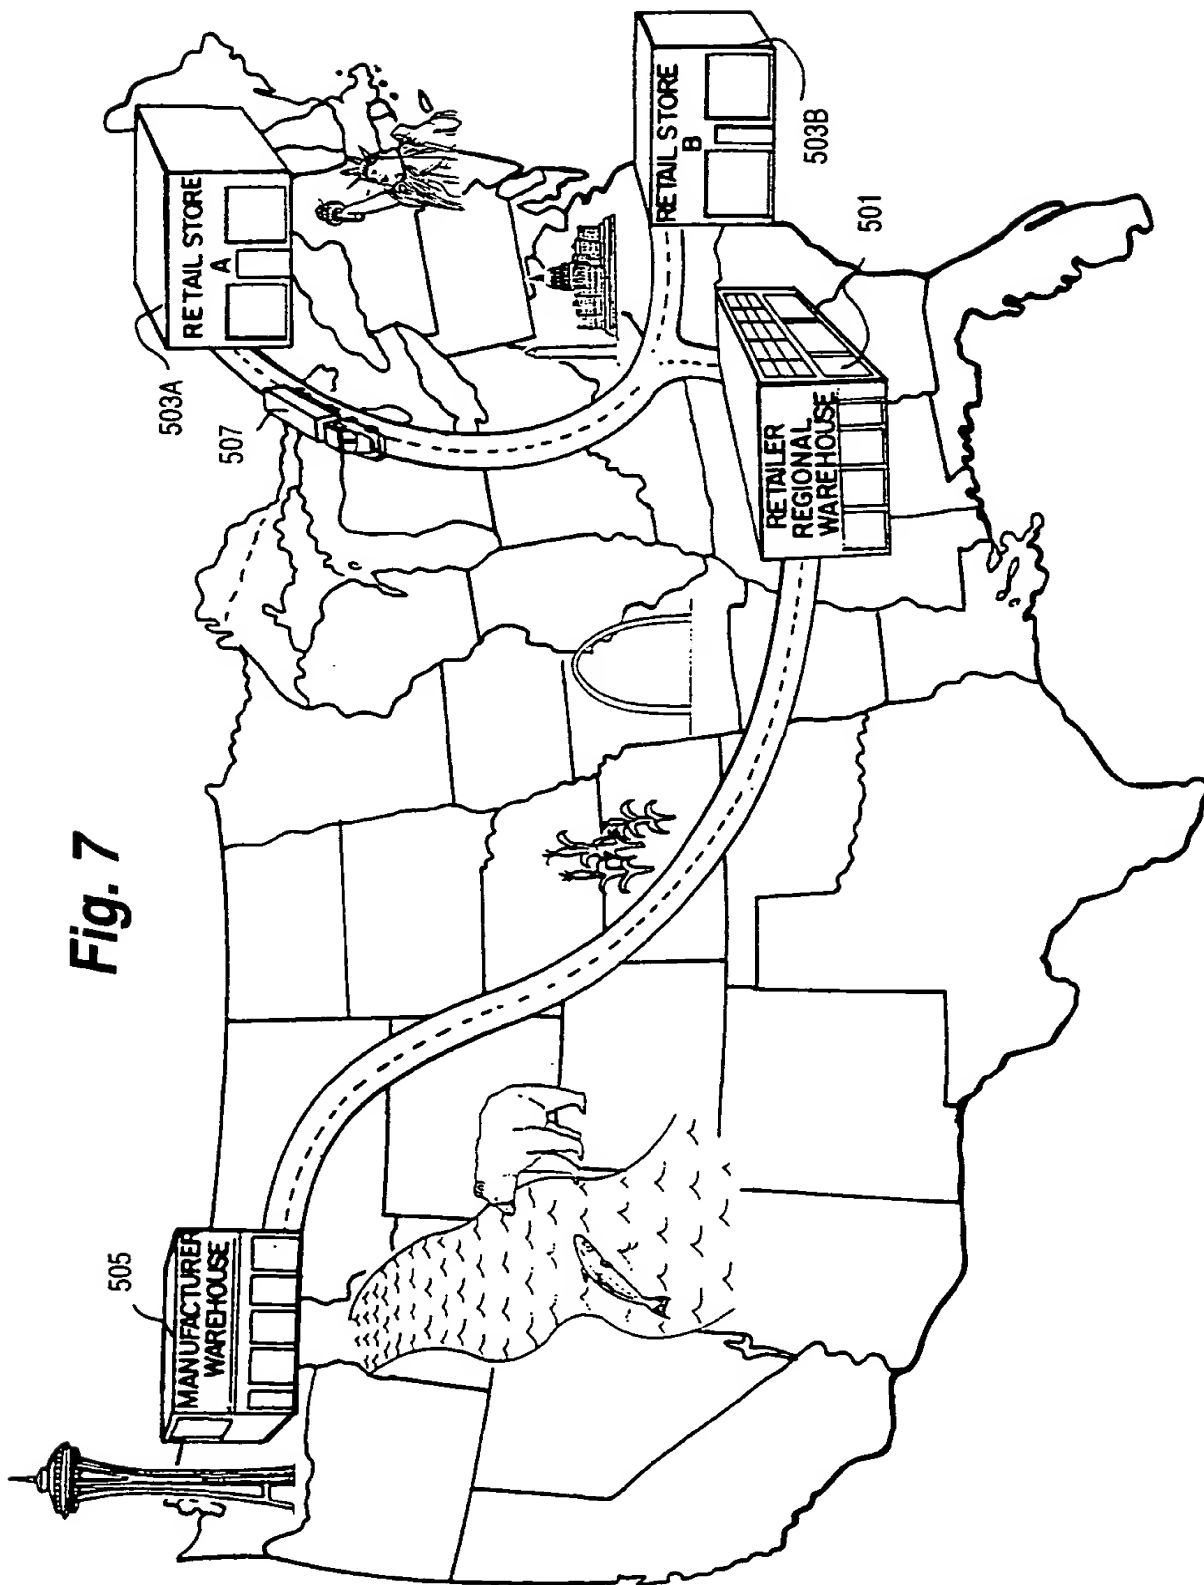 Fig. 7
505
MANUFACTURER
WAREHOUSE
503A
RETAIL STORE
A
507
RETAIL STORE
B
503B
501
RETAILER
REGIONAL
WAREHOUSE